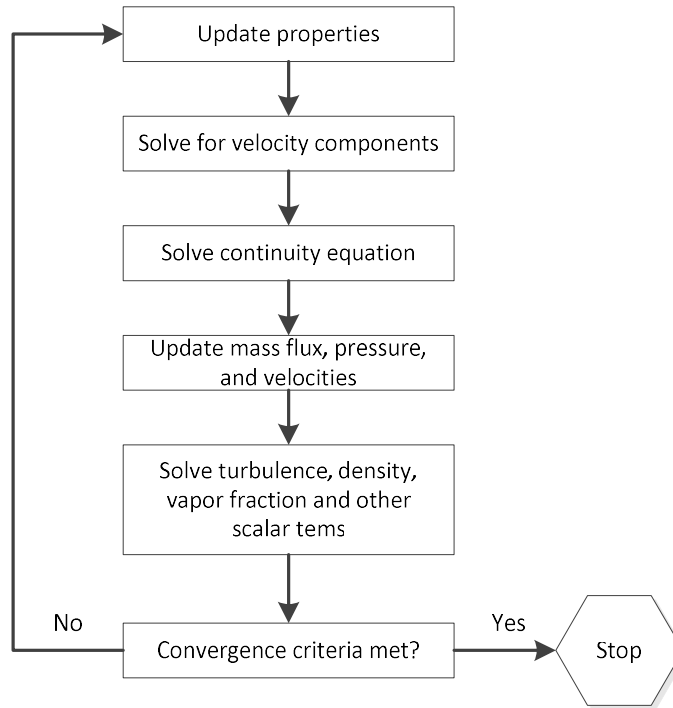 Update properties
Solve for velocity components
Solve continuity equation
Update mass flux, pressure,
and velocities
Solve turbulence, density,
vapor fraction and other
scalar tems
No
Convergence criteria met?
Yes
Stop